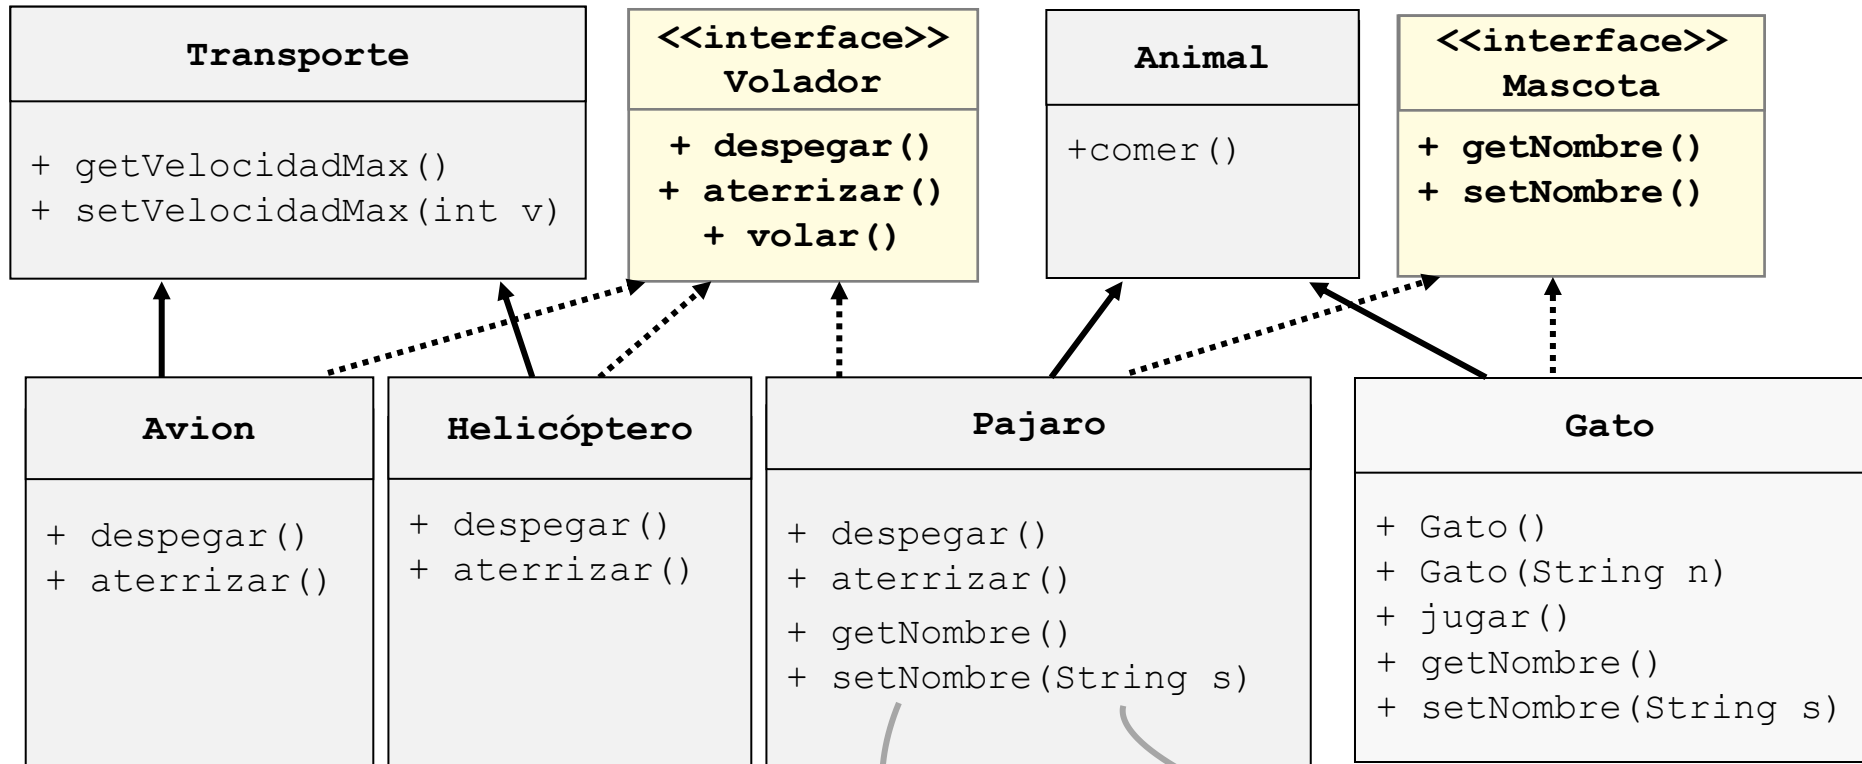 Transporte
+ getVelocidadMax()
+ setVelocidadMax(int v)
<<interface>>
Volador
+ despegar()
+ aterrizar()
+ volar()
Animal
+comer()
<<interface>>
Mascota
+ getNombre()
+ setNombre()
Avion
+ despegar()
+ aterrizar()
Helicóptero
+ despegar()
+ aterrizar()
Pajaro
+ despegar()
+ aterrizar()
+ getNombre()
+ setNombre(String s)
Gato
+ Gato()
+ Gato(String n)
+ jugar()
+ getNombre()
+ setNombre(String s)